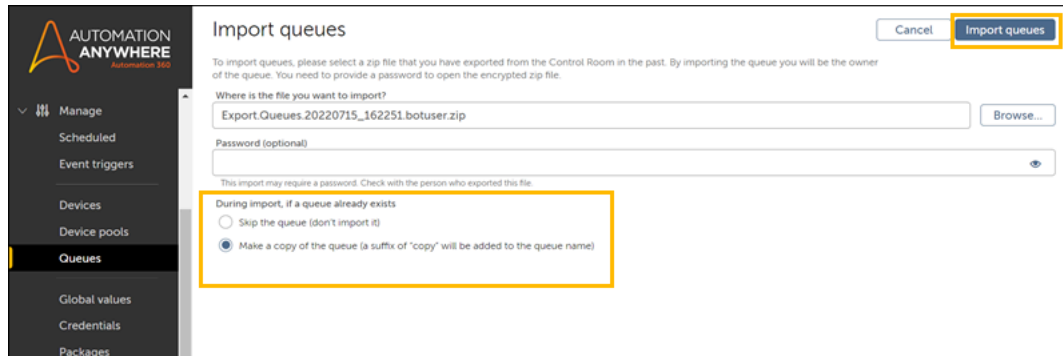 AUTOMATION
ANYWHERE
Automation 360
Manage
Scheduled
Event triggers
Devices
Device pools
Queues
Global values
Credentials
Packages
Import queues
Cancel
Import queues
To import queues, please select a zip file that you have exported from the Control Room in the past. By importing the queue you will be the owner
of the queue. You need to provide a password to open the encrypted zip file.
Where is the file you want to import?
Export.Queues.20220715_162251.botuser.zip
Browse...
Password (optional)
This import may require a password. Check with the person who exported this file.
During import, if a queue already exists
Skip the queue (don't import it)
Make a copy of the queue (a suffix of "copy" will be added to the queue name)